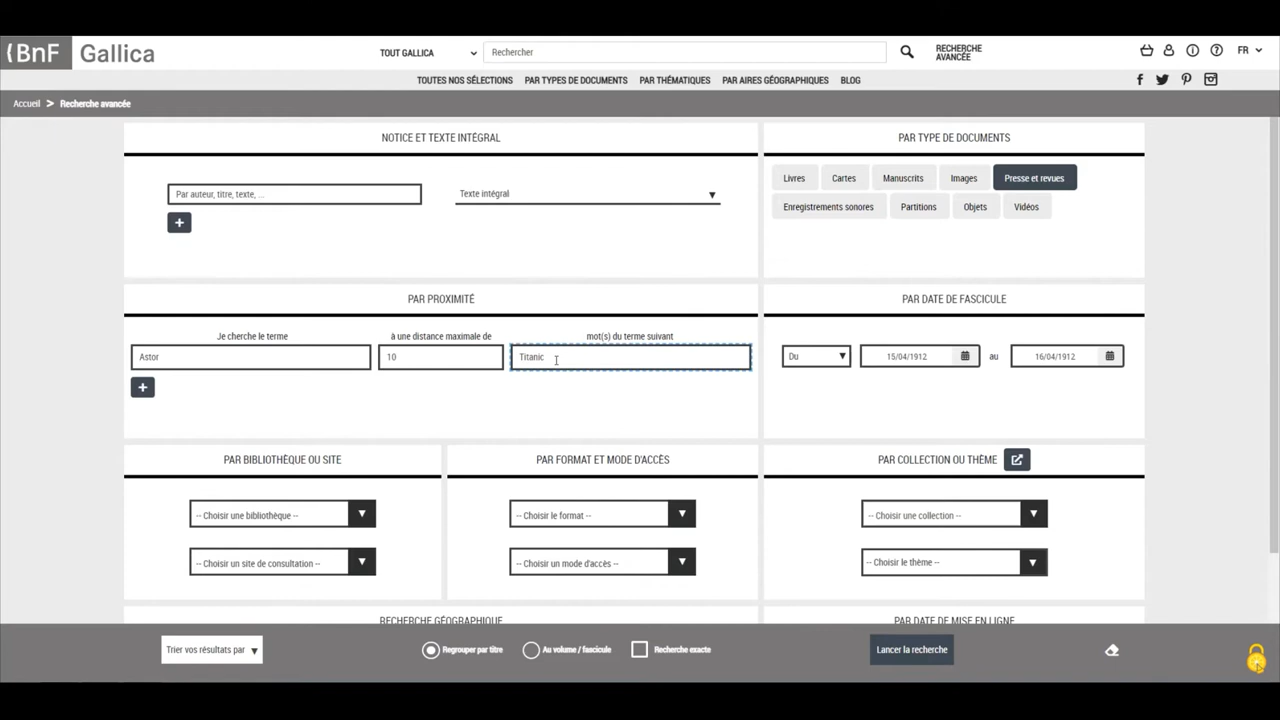 BnF Gallica TOUT GALLICA Rechercher RECHERCHE AVANCÉE FR
TOUTES NOS SÉLECTIONS PAR TYPES DE DOCUMENTS PAR THÉMATIQUES PAR AIRES GÉOGRAPHIQUES BLOG
Accueil > Recherche avancée
NOTICE ET TEXTE INTÉGRAL
Par auteur, titre, texte, ... Texte intégral
+
PAR TYPE DE DOCUMENTS
Livres Cartes Manuscrits Images Presse et revues
Enregistrements sonores Partitions Objets Vidéos
PAR PROXIMITÉ
Je cherche le terme à une distance maximale de mot(s) du terme suivant
Astor 10 Titanic
+
PAR DATE DE FASCICULE
Du 15/04/1912 au 16/04/1912
PAR BIBLIOTHÈQUE OU SITE
-- Choisir une bibliothèque --
-- Choisir un site de consultation --
PAR FORMAT ET MODE D'ACCÈS
-- Choisir le format --
-- Choisir un mode d'accès --
PAR COLLECTION OU THÈME
-- Choisir une collection --
-- Choisir le thème --
RECHERCHE GÉOGRAPHIQUE
PAR DATE DE MISE EN LIGNE
Trier vos résultats par Regrouper par titre Au volume / fascicule Recherche exacte Lancer la recherche